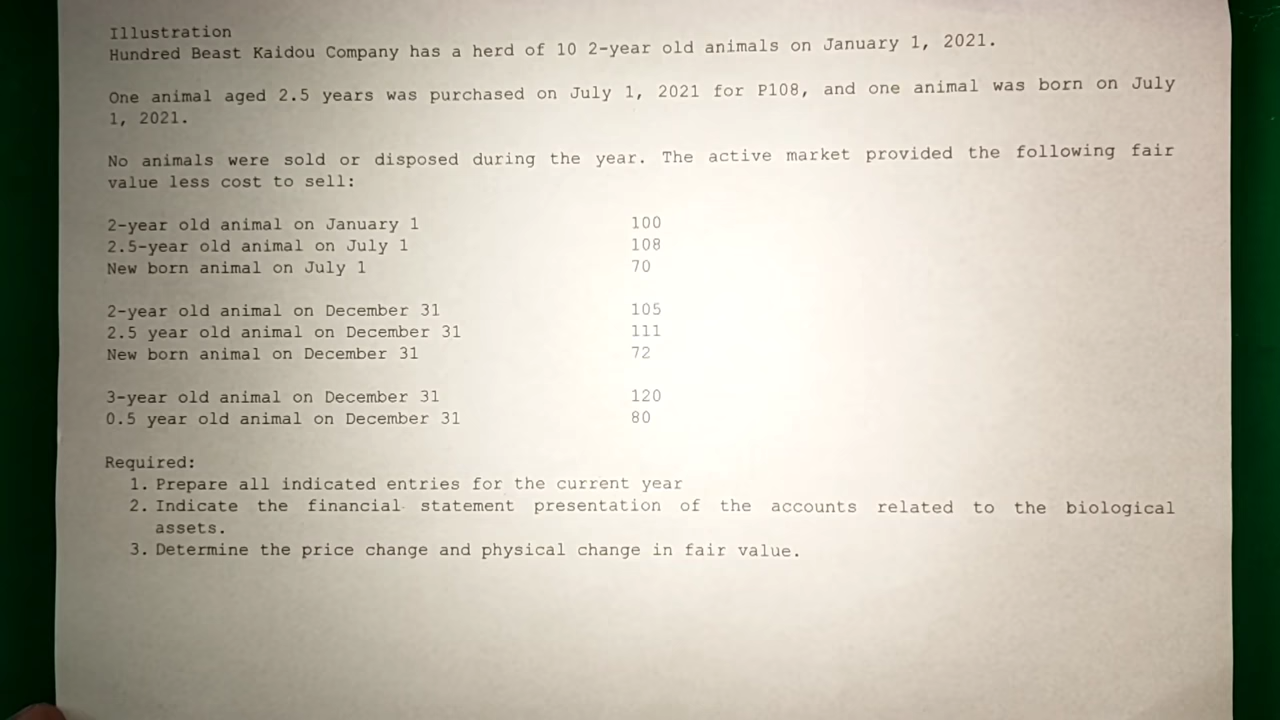 Illustration
Hundred Beast Kaidou Company has a herd of 10 2-year old animals on January 1, 2021.
One animal aged 2.5 years was purchased on July 1, 2021 for P108, and one animal was born on July
1, 2021.
No animals were sold or disposed during the year. The active market provided the following fair
value less cost to sell:
2-year old animal on January 1 100
2.5-year old animal on July 1 108
New born animal on July 1 70
2-year old animal on December 31 105
2.5 year old animal on December 31 111
New born animal on December 31 72
3-year old animal on December 31 120
0.5 year old animal on December 31 80
Required:
1. Prepare all indicated entries for the current year
2. Indicate the financial statement presentation of the accounts related to the biological
assets.
3. Determine the price change and physical change in fair value.